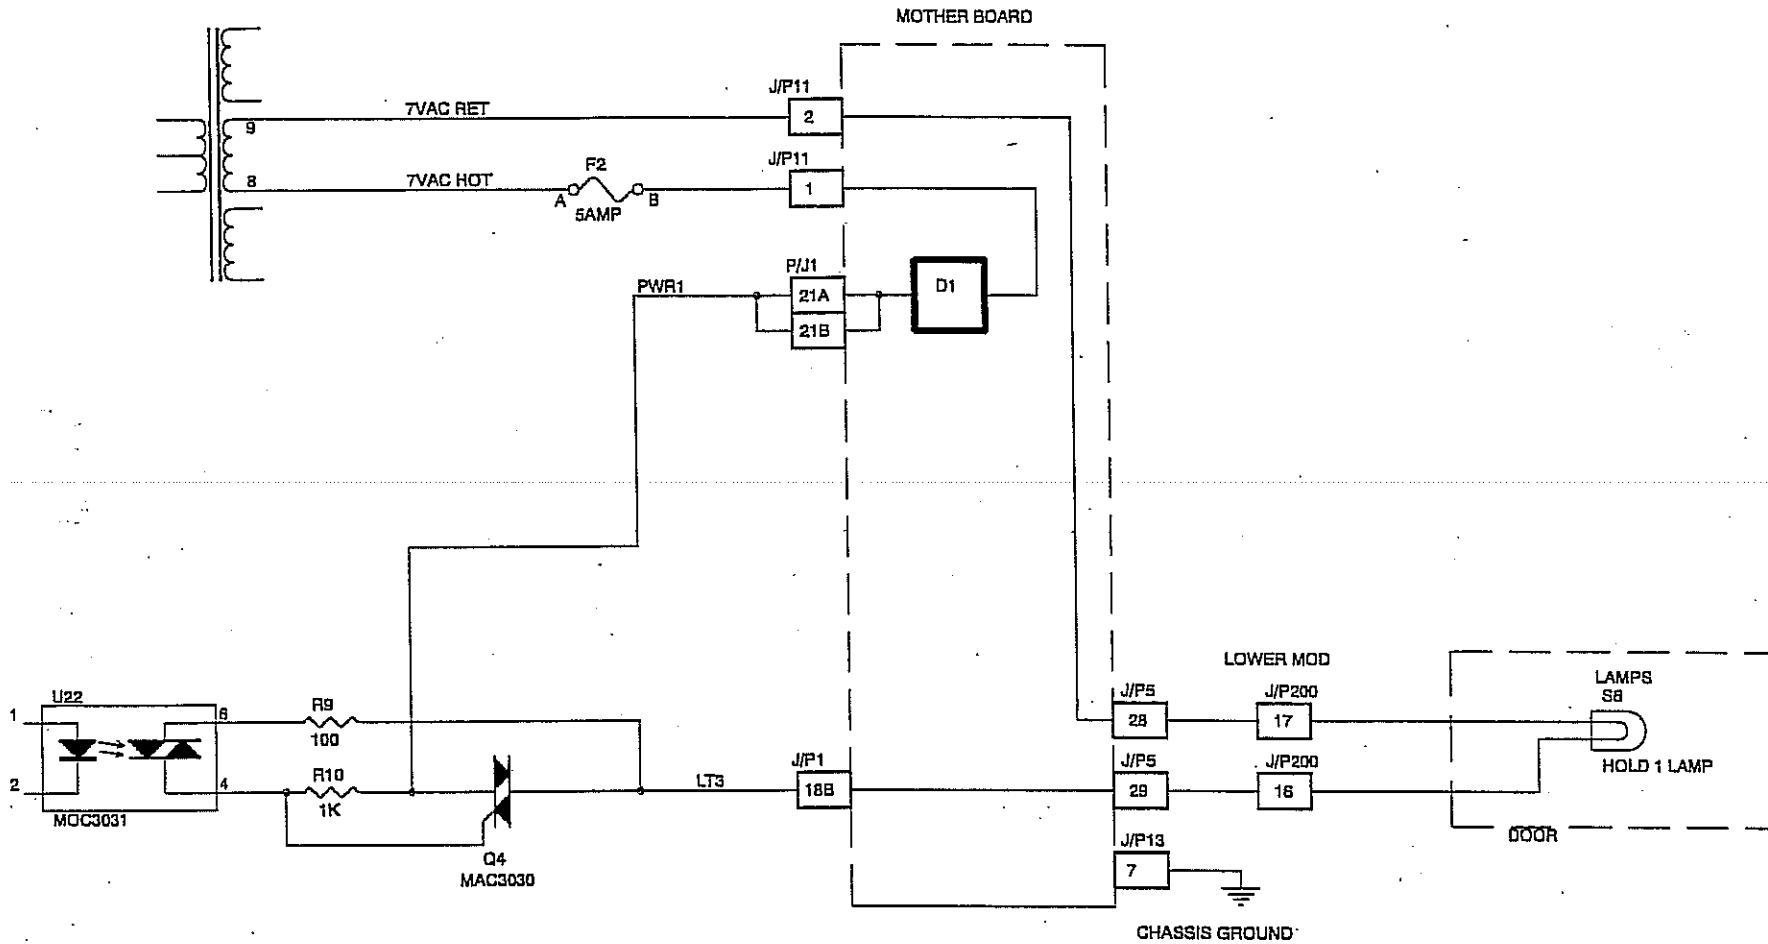 MOTHER BOARD
J/P11
7VAC RET
9
2
J/P11
F2
8
7VAC HOT
1
A
B
5AMP
P/J1
D1
PWR1
21A
21B
LOWER MOD
LAMPS
S8
U22
J/P5
J/P200
1
6
R9
28
17
100
J/P1
J/P5
J/P200
HOLD 1 LAMP
2
4
R10
LT3
18B
29
16
1K
MOC3031
DOOR
J/P13
Q4
7
MAC3030
CHASSIS GROUND